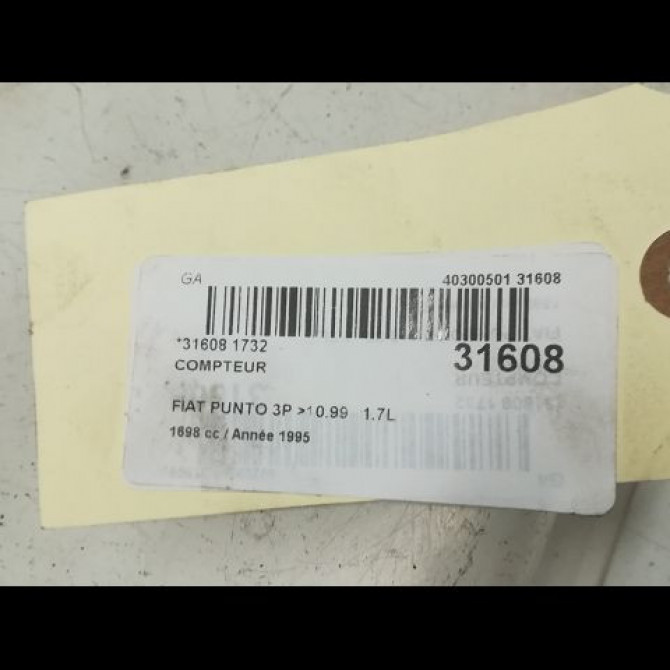 GA 40300501 31608
*31608 1732 31608
COMPTEUR
FIAT PUNTO 3P >10.99 1.7L
1698 cc / Année 1995